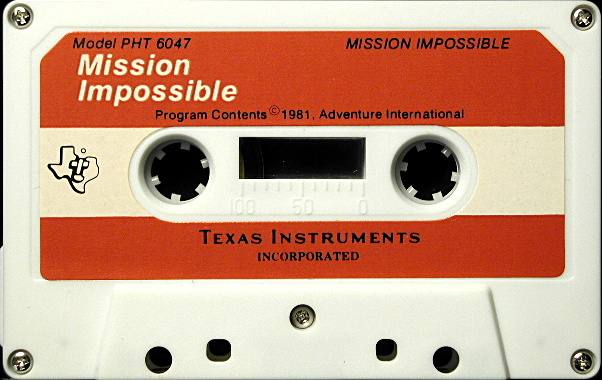 Model PHT 6047 MISSION IMPOSSIBLE
Mission
Impossible
Program Contents © 1981, Adventure International
100 50 0
TEXAS INSTRUMENTS
INCORPORATED